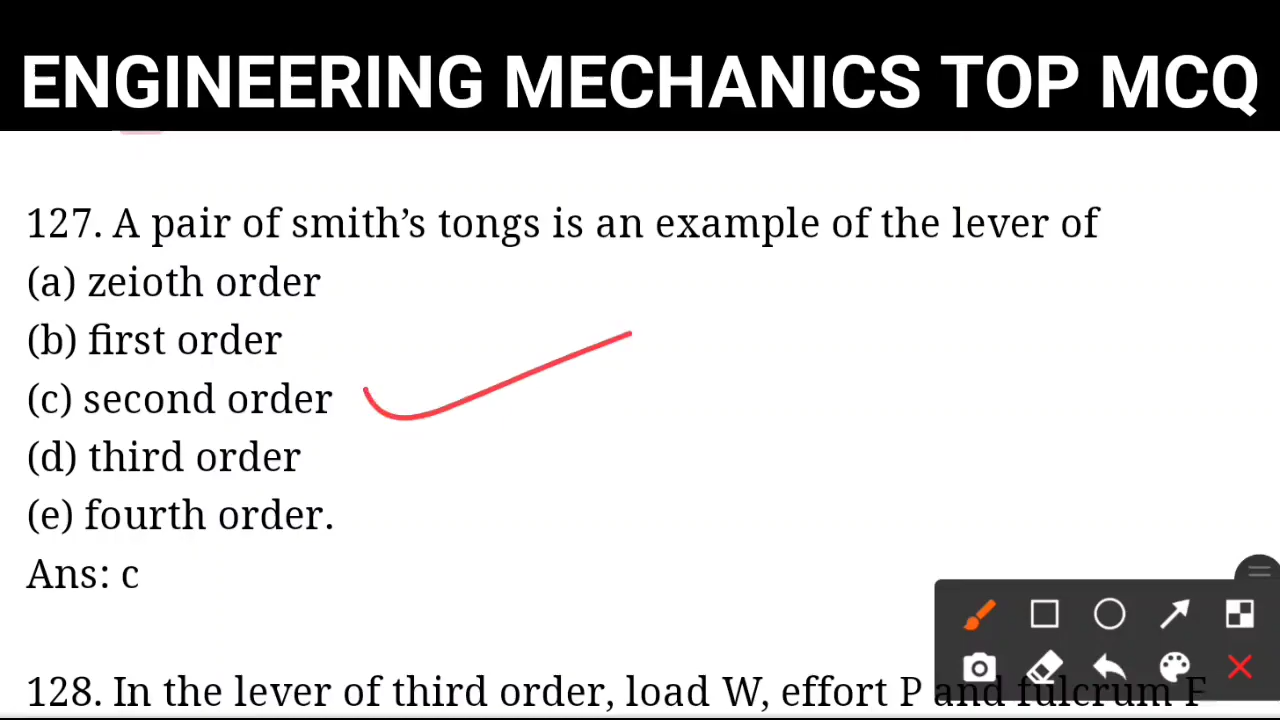 ENGINEERING MECHANICS TOP MCQ
127. A pair of smith’s tongs is an example of the lever of
(a) zeioth order
(b) first order
(c) second order
(d) third order
(e) fourth order.
Ans: c
128. In the lever of third order, load W, effort P and fulcrum F